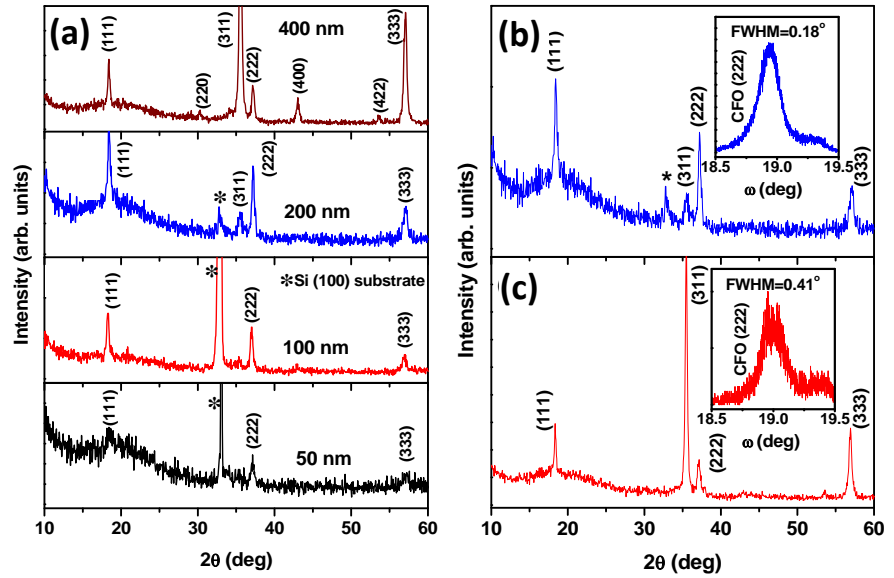 (a)
400 nm
(111)
(220)
(311)
(222)
(400)
(422)
(333)
200 nm
(111)
*
(311)
(222)
(333)
*Si (100) substrate
100 nm
(111)
*
(222)
(333)
50 nm
(111)
*
(222)
(333)
Intensity (arb. units)
10 20 30 40 50 60
2θ (deg)
(b)
(111)
*
(311)
(222)
(333)
FWHM=0.18°
CFO (222)
18.5 19.0 19.5
ω (deg)
(c)
(111)
(311)
(222)
(333)
FWHM=0.41°
CFO (222)
18.5 19.0 19.5
ω (deg)
Intensity (arb. units)
10 20 30 40 50 60
2θ (deg)